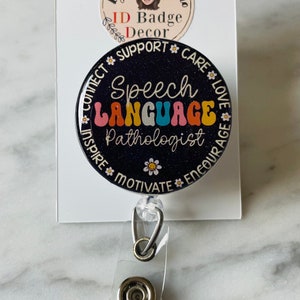 JD Badge
Decor
CONNECT SUPPORT CARE LOVE
Speech
LANGUAGE
Pathologist
INSPIRE MOTIVATE ENCOURAGE